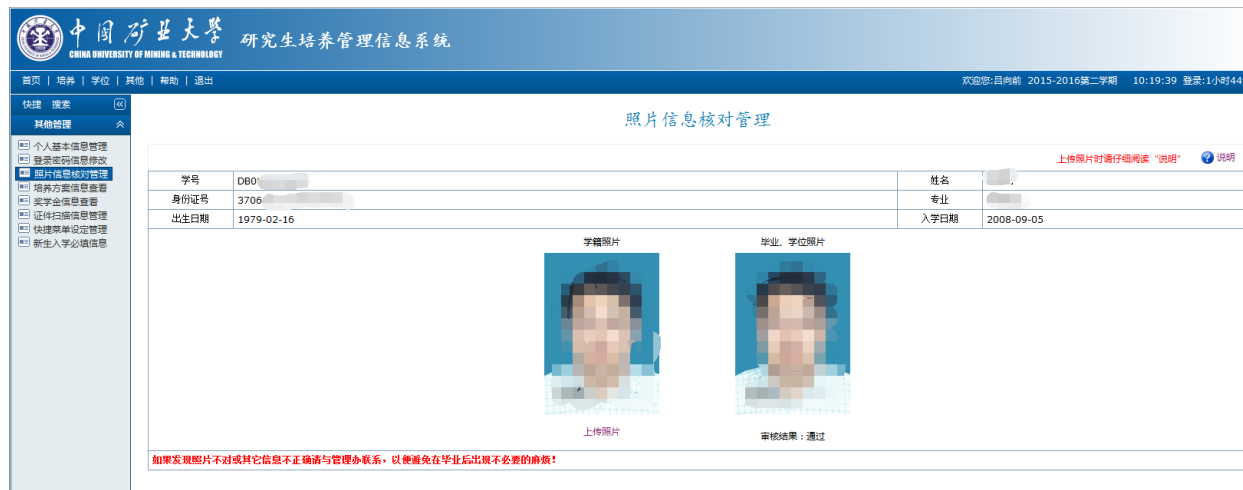 中国矿业大学 研究生培养管理信息系统
CHINA UNIVERSITY OF MINING & TECHNOLOGY
首页 | 培养 | 学位 | 其他 | 帮助 | 退出
欢迎您:吕向前 2015-2016第二学期 10:19:39 登录:1小时44
快捷 搜索
其他管理
个人基本信息管理
登录密码信息修改
照片信息核对管理
培养方案信息查看
奖学金信息查看
证件扫描信息管理
快捷菜单设定管理
新生入学必填信息
照片信息核对管理
上传照片时请仔细阅读“说明” 说明
学号 DB0 姓名
身份证号 3706 专业
出生日期 1979-02-16 入学日期 2008-09-05
学籍照片 毕业、学位照片
上传照片 审核结果：通过
如果发现照片不对或其它信息不正确请与管理办联系，以便避免在毕业后出现不必要的麻烦！